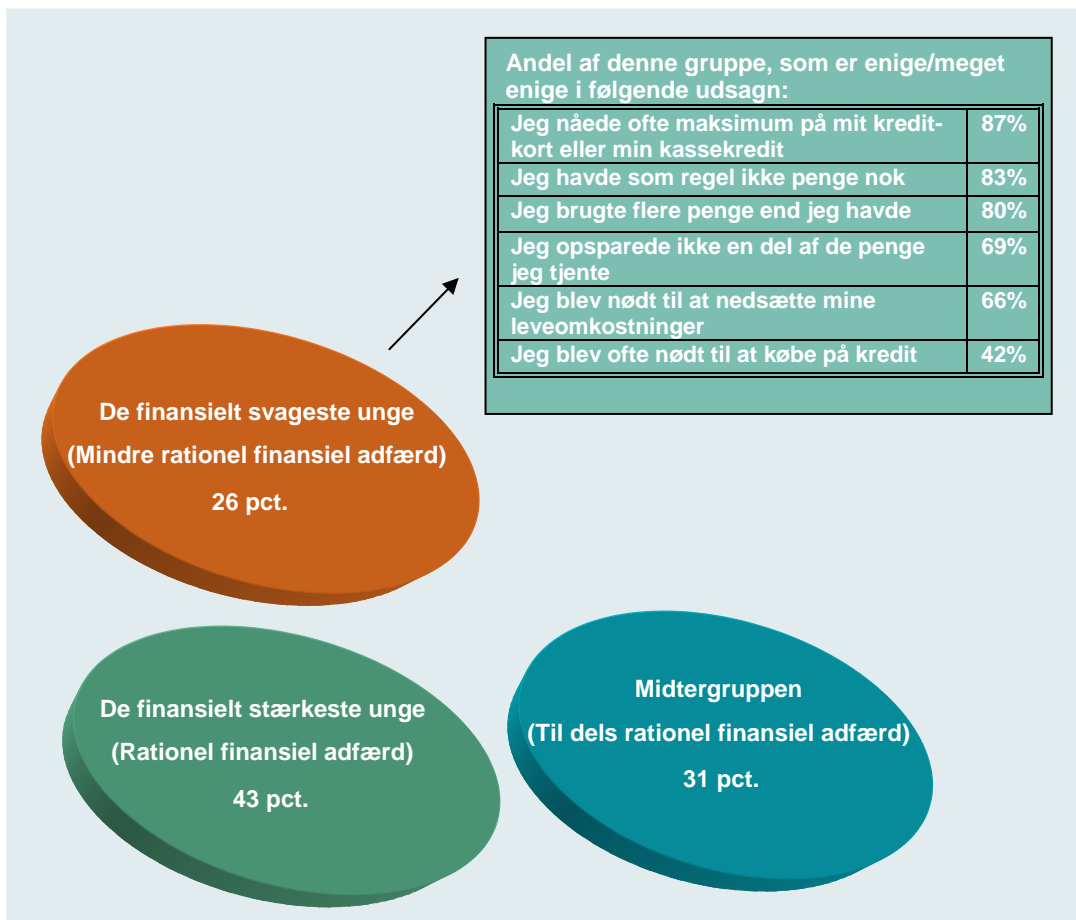 Andel af denne gruppe, som er enige/meget
enige i følgende udsagn:
Jeg nåede ofte maksimum på mit kredit-
kort eller min kassekredit
87%
Jeg havde som regel ikke penge nok
83%
Jeg brugte flere penge end jeg havde
80%
Jeg opsparede ikke en del af de penge
jeg tjente
69%
Jeg blev nødt til at nedsætte mine
leveomkostninger
66%
Jeg blev ofte nødt til at købe på kredit
42%
De finansielt svageste unge
(Mindre rationel finansiel adfærd)
26 pct.
De finansielt stærkeste unge
(Rationel finansiel adfærd)
43 pct.
Midtergruppen
(Til dels rationel finansiel adfærd)
31 pct.